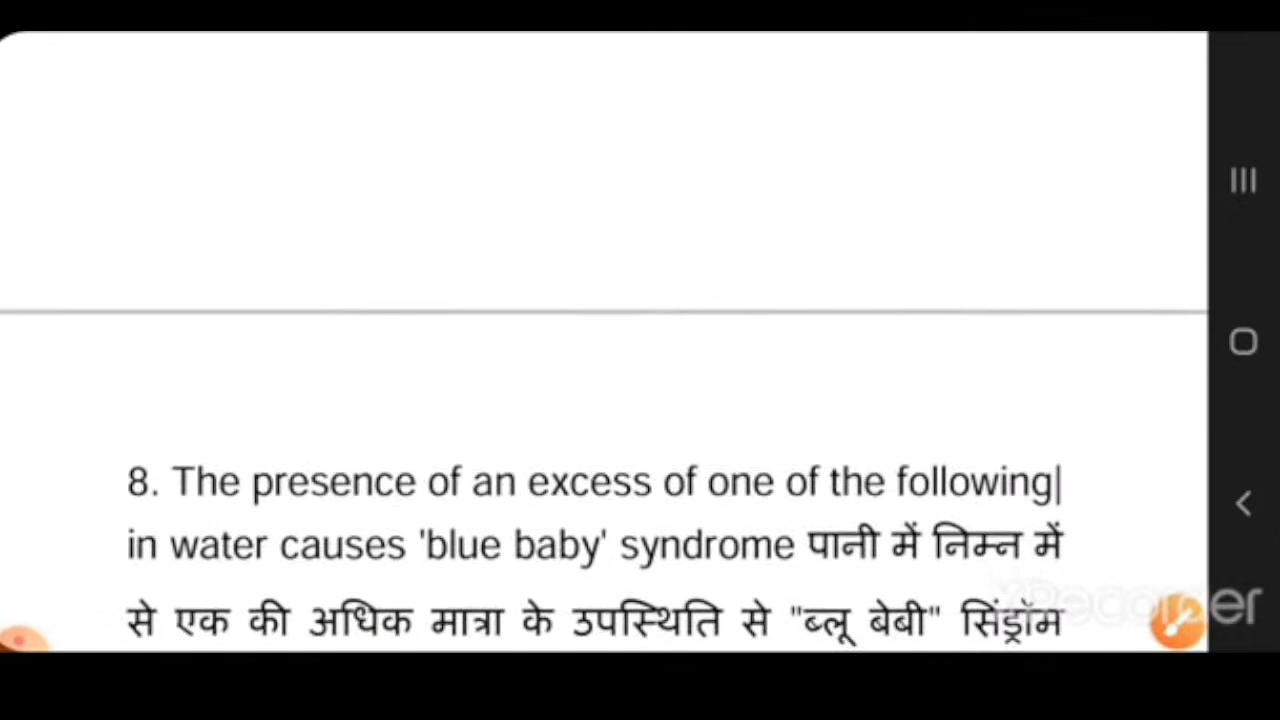 8. The presence of an excess of one of the following|
in water causes 'blue baby' syndrome पानी में निम्न में
से एक की अधिक मात्रा के उपस्थिति से "ब्लू बेबी" सिंड्रॉम
XRecorder